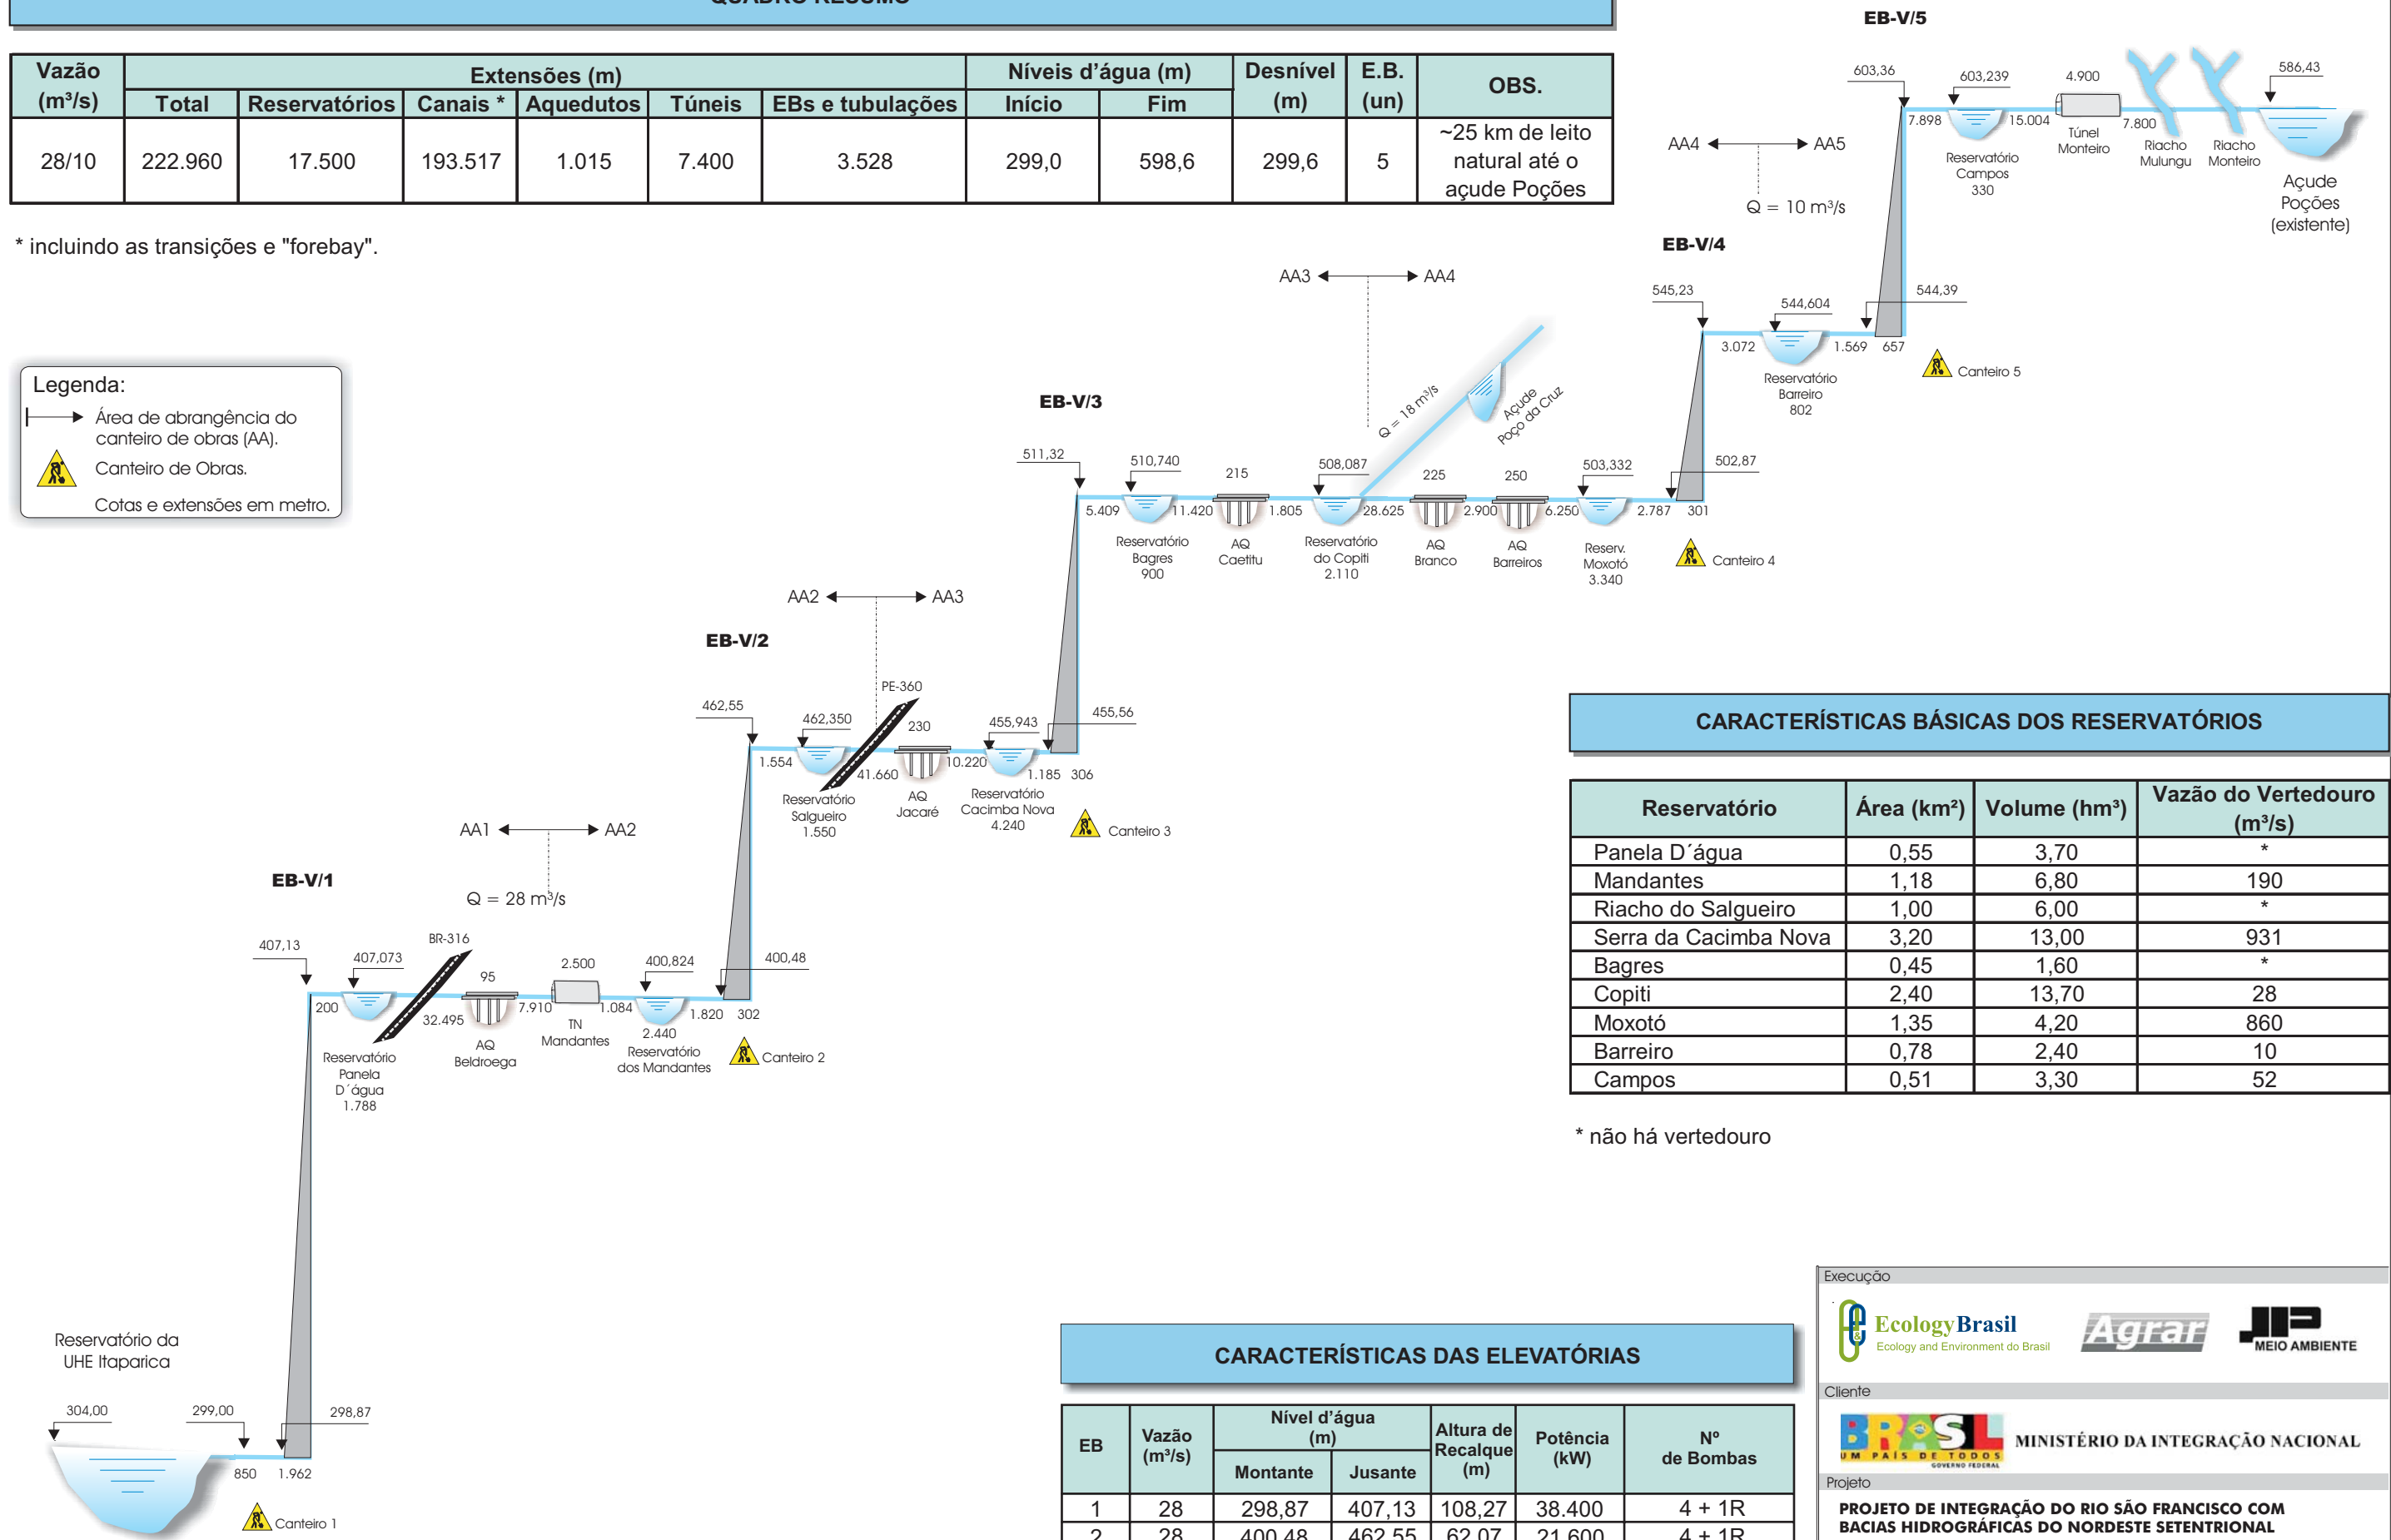 QUADRO RESUMO
Vazão (m³/s) Extensões (m) Níveis d'água (m) Desnível (m) E.B. (un) OBS.
Total Reservatórios Canais * Aquedutos Túneis EBs e tubulações Início Fim
28/10 222.960 17.500 193.517 1.015 7.400 3.528 299,0 598,6 299,6 5 ~25 km de leito natural até o açude Poções
* incluindo as transições e "forebay".
Legenda:
Área de abrangência do
canteiro de obras (AA).
Canteiro de Obras.
Cotas e extensões em metro.
EB-V/5
603,36
603,239
4.900
586,43
7.898
15.004
7.800
Reservatório
Campos
330
Túnel
Monteiro
Riacho
Mulungu
Riacho
Monteiro
Açude
Poções
(existente)
AA4 AA5
Q = 10 m³/s
EB-V/4
545,23
544,604
544,39
3.072
1.569
657
Reservatório
Barreiro
802
Canteiro 5
AA3 AA4
Q = 18 m³/s
Açude
Poço da Cruz
EB-V/3
511,32
510,740
215
508,087
225
250
503,332
502,87
5.409
11.420
1.805
28.625
2.900
6.250
2.787
301
Reservatório
Bagres
900
AQ
Caetitu
Reservatório
do Copiti
2.110
AQ
Branco
AQ
Barreiros
Reserv.
Moxotó
3.340
Canteiro 4
AA2 AA3
EB-V/2
PE-360
462,55
462,350
230
455,943
455,56
1.554
41.660
10.220
1.185
306
Reservatório
Salgueiro
1.550
AQ
Jacaré
Reservatório
Cacimba Nova
4.240
Canteiro 3
AA1 AA2
Q = 28 m³/s
EB-V/1
BR-316
407,13
407,073
95
2.500
400,824
400,48
200
32.495
7.910
1.084
1.820
302
Reservatório
Panela
D´água
1.788
AQ
Beldroega
TN
Mandantes
2.440
Reservatório
dos Mandantes
Canteiro 2
Reservatório da
UHE Itaparica
304,00
299,00
298,87
850
1.962
Canteiro 1
CARACTERÍSTICAS BÁSICAS DOS RESERVATÓRIOS
Reservatório Área (km²) Volume (hm³) Vazão do Vertedouro (m³/s)
Panela D´água 0,55 3,70 *
Mandantes 1,18 6,80 190
Riacho do Salgueiro 1,00 6,00 *
Serra da Cacimba Nova 3,20 13,00 931
Bagres 0,45 1,60 *
Copiti 2,40 13,70 28
Moxotó 1,35 4,20 860
Barreiro 0,78 2,40 10
Campos 0,51 3,30 52
* não há vertedouro
CARACTERÍSTICAS DAS ELEVATÓRIAS
EB Vazão (m³/s) Nível d'água (m) Altura de Recalque (m) Potência (kW) Nº de Bombas
Montante Jusante
1 28 298,87 407,13 108,27 38.400 4 + 1R
2 28 400,48 462,55 62,07 21.600 4 + 1R
Execução
EcologyBrasil
Ecology and Environment do Brasil
Agrar
JP
MEIO AMBIENTE
Cliente
BRASIL
UM PAÍS DE TODOS
GOVERNO FEDERAL
MINISTÉRIO DA INTEGRAÇÃO NACIONAL
Projeto
PROJETO DE INTEGRAÇÃO DO RIO SÃO FRANCISCO COM
BACIAS HIDROGRÁFICAS DO NORDESTE SETENTRIONAL